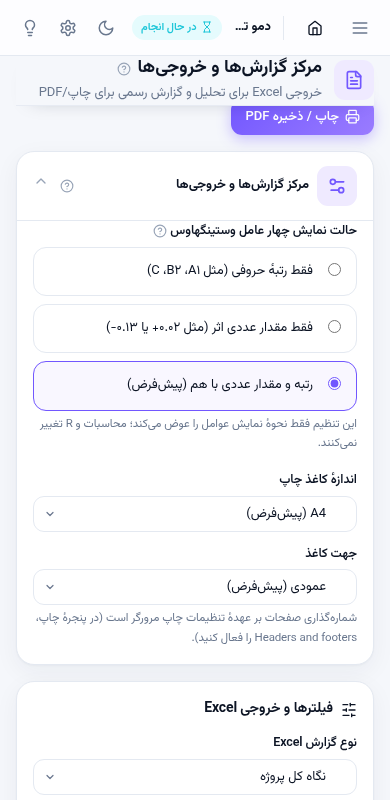 دمو تـ...
در حال انجام
مرکز گزارش‌ها و خروجی‌ها
خروجی Excel برای تحلیل و گزارش رسمی برای چاپ/PDF
چاپ / ذخیره PDF
مرکز گزارش‌ها و خروجی‌ها
حالت نمایش چهار عامل وستینگهاوس
فقط رتبهٔ حروفی (مثل A1، B2، C)
فقط مقدار عددی اثر (مثل +۰.۰۲ یا −۰.۱۳)
رتبه و مقدار عددی با هم (پیش‌فرض)
این تنظیم فقط نحوهٔ نمایش عوامل را عوض می‌کند؛ محاسبات و R تغییر
نمی‌کنند.
اندازهٔ کاغذ چاپ
A4 (پیش‌فرض)
جهت کاغذ
عمودی (پیش‌فرض)
شماره‌گذاری صفحات بر عهدهٔ تنظیمات چاپ مرورگر است (در پنجرهٔ چاپ،
Headers and footers را فعال کنید).
فیلترها و خروجی Excel
نوع گزارش Excel
نگاه کل پروژه